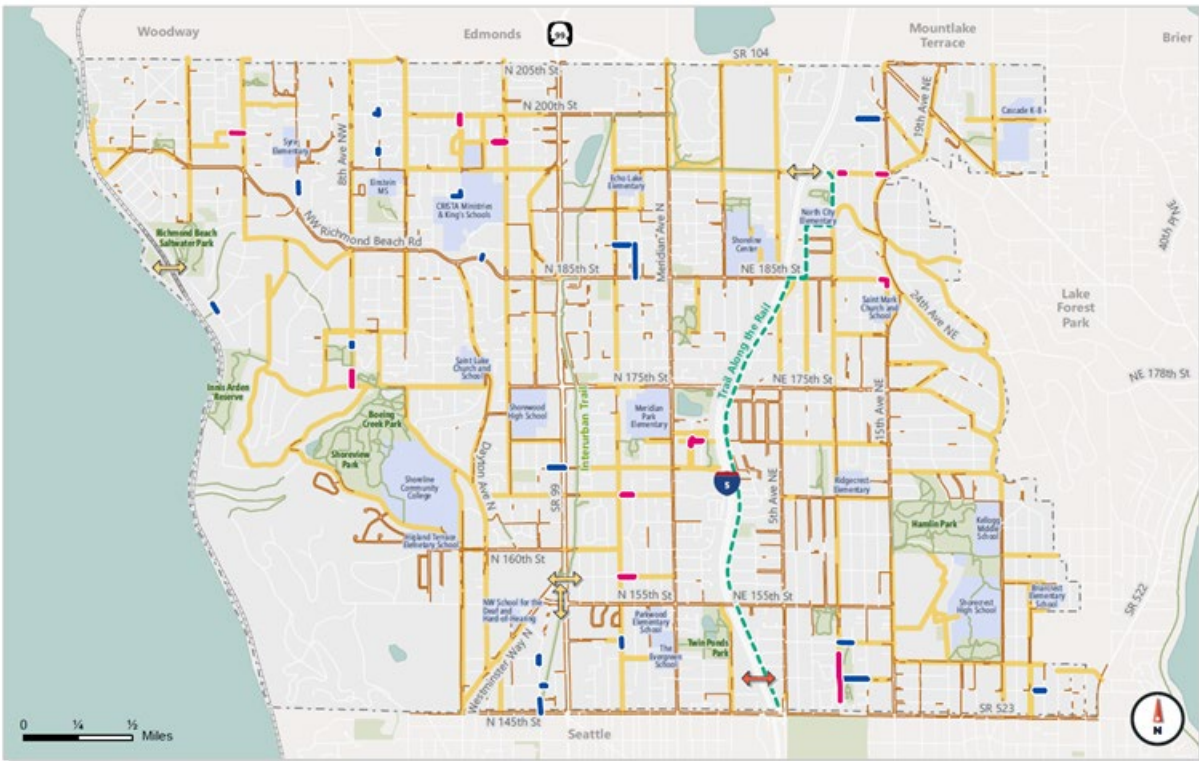 Woodway
Edmonds
99
Mountlake
Terrace
Brier
SR 104
N 205th St
N 200th St
19th Ave NE
Cascade K-8
8th Ave NW
Syre
Elementary
Einstein
MS
CRISTA Ministries
& King's Schools
Echo Lake
Elementary
Meridian Ave N
North City
Elementary
40th Pl NE
NW Richmond Beach Rd
Richmond Beach
Saltwater Park
Shoreline
Center
N 185th St
NE 185th St
Saint Mark
Church and
School
24th Ave NE
Lake
Forest
Park
Trail Along the Rail
Innis Arden
Reserve
Saint Luke
Church and
School
N 175th St
NE 175th St
NE 178th St
15th Ave NE
Boeing
Creek Park
Shorewood
High School
Interurban Trail
Meridian
Park
Elementary
Shoreview
Park
Shoreline
Community
College
Dayton Ave N
SR 99
5
5th Ave NE
Ridgecrest
Elementary
Hamlin Park
Kellogg
Middle
School
Highland Terrace
Elementary School
N 160th St
NW School for the
Deaf and
Hard-of-Hearing
N 155th St
NE 155th St
Shorecrest
High School
Briarcrest
Elementary
School
SR 522
Parkwood
Elementary
School
The
Evergreen
School
Twin Ponds
Park
Westminster Way N
N 145th St
SR 523
Seattle
0 ¼ ½
Miles
N